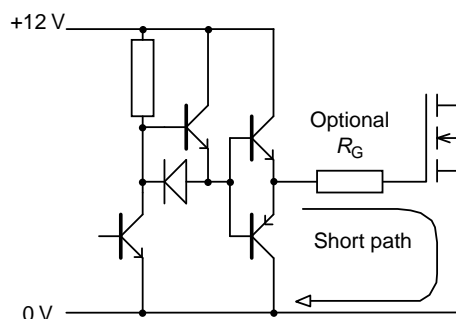 +12 V
Optional
RG
Short path
0 V